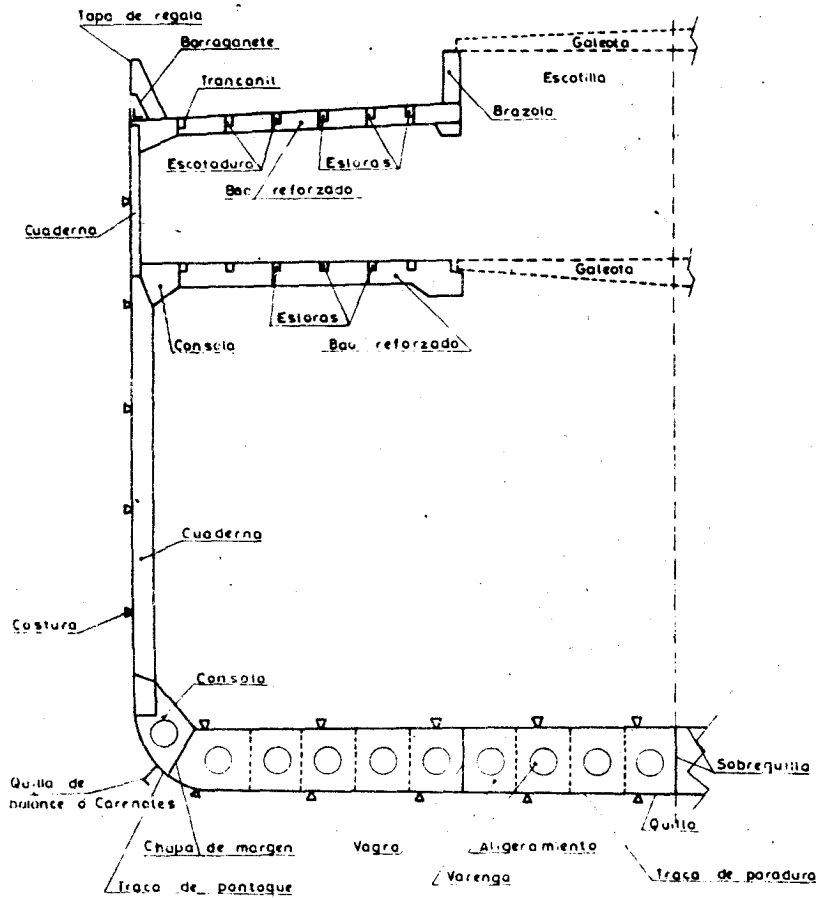 Tapa de regala
Barraganete
Trancanil
Galeota
Escotilla
Brazola
Escotadura
Esloras
Bao reforzado
Cuaderna
Galeota
Esloras
Consola
Bao reforzado
Cuaderna
Costura
Consola
Sobrequilla
Quilla de
balance ó Carenotes
Quilla
Chapa de margen
Vagra
Aligeramiento
Traca de pantoque
Varenga
Traca de paradura